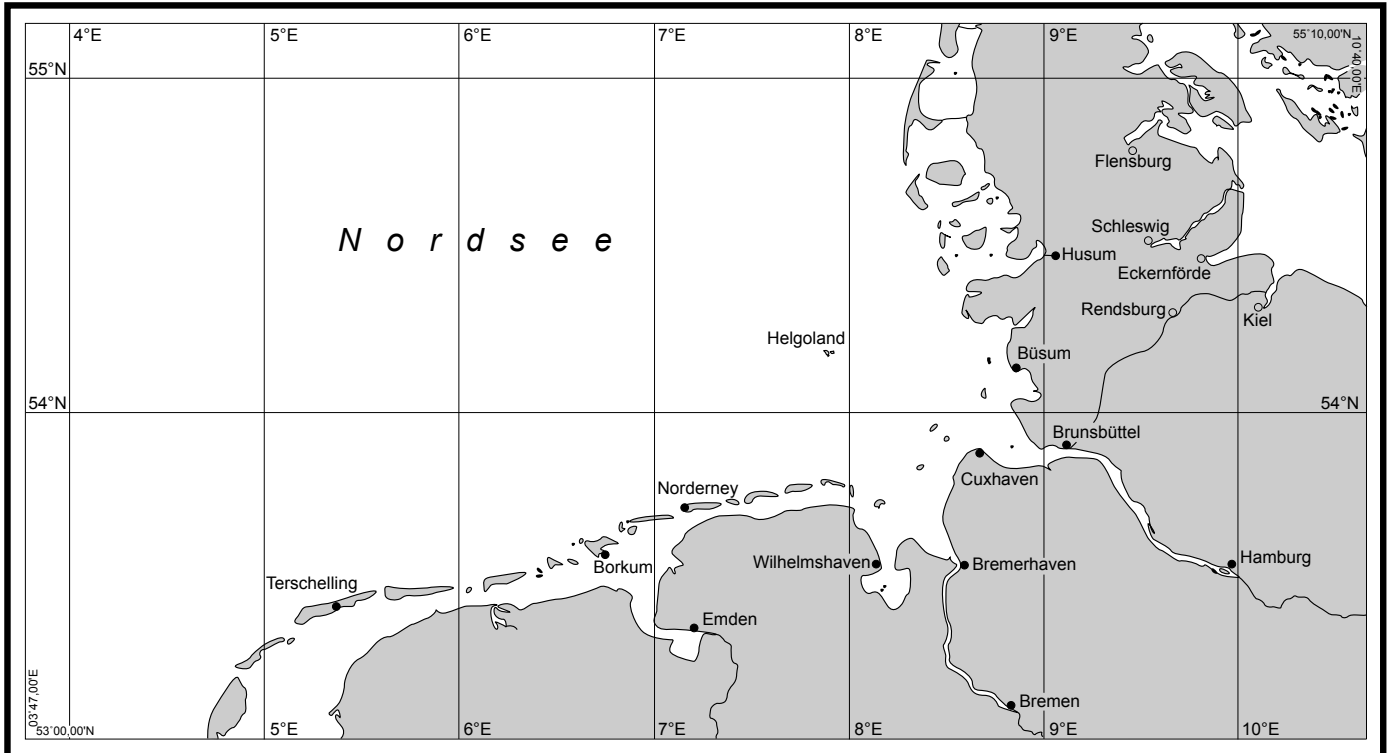 4°E 5°E 6°E 7°E 8°E 9°E 55˚10,00'N
10˚40,00'E
55°N
Flensburg
Nordsee
Schleswig
Husum
Eckernförde
Rendsburg
Kiel
Helgoland
Büsum
54°N 54°N
Brunsbüttel
Cuxhaven
Norderney
Borkum
Wilhelmshaven
Bremerhaven
Hamburg
Terschelling
Emden
03˚47,00'E
Bremen
53˚00,00'N 5°E 6°E 7°E 8°E 9°E 10°E